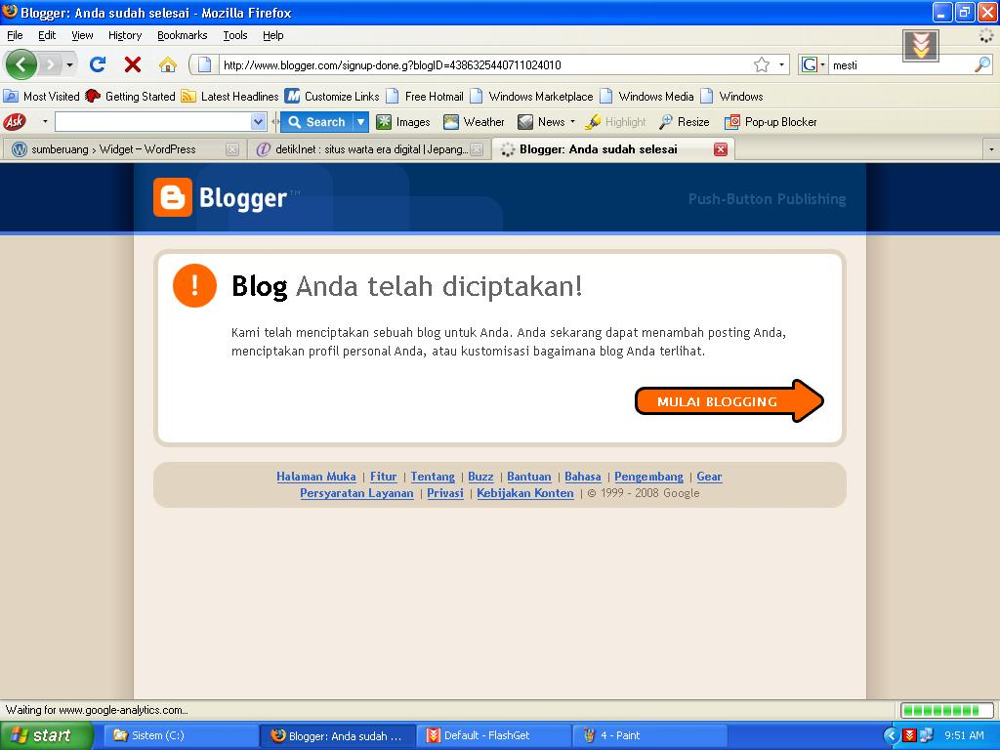 Blogger: Anda sudah selesai - Mozilla Firefox
File Edit View History Bookmarks Tools Help
http://www.blogger.com/signup-done.g?blogID=4386325440711024010
G mesti
Most Visited Getting Started Latest Headlines Customize Links Free Hotmail Windows Marketplace Windows Media Windows
Ask Search Images Weather News Highlight Resize Pop-up Blocker
sumberuang › Widget — WordPress
detikInet : situs warta era digital | Jepang...
Blogger: Anda sudah selesai
Blogger™
Push-Button Publishing
! Blog Anda telah diciptakan!
Kami telah menciptakan sebuah blog untuk Anda. Anda sekarang dapat menambah posting Anda,
menciptakan profil personal Anda, atau kustomisasi bagaimana blog Anda terlihat.
MULAI BLOGGING
Halaman Muka | Fitur | Tentang | Buzz | Bantuan | Bahasa | Pengembang | Gear
Persyaratan Layanan | Privasi | Kebijakan Konten | © 1999 - 2008 Google
Waiting for www.google-analytics.com...
start Sistem (C:) Blogger: Anda sudah ... Default - FlashGet 4 - Paint 9:51 AM